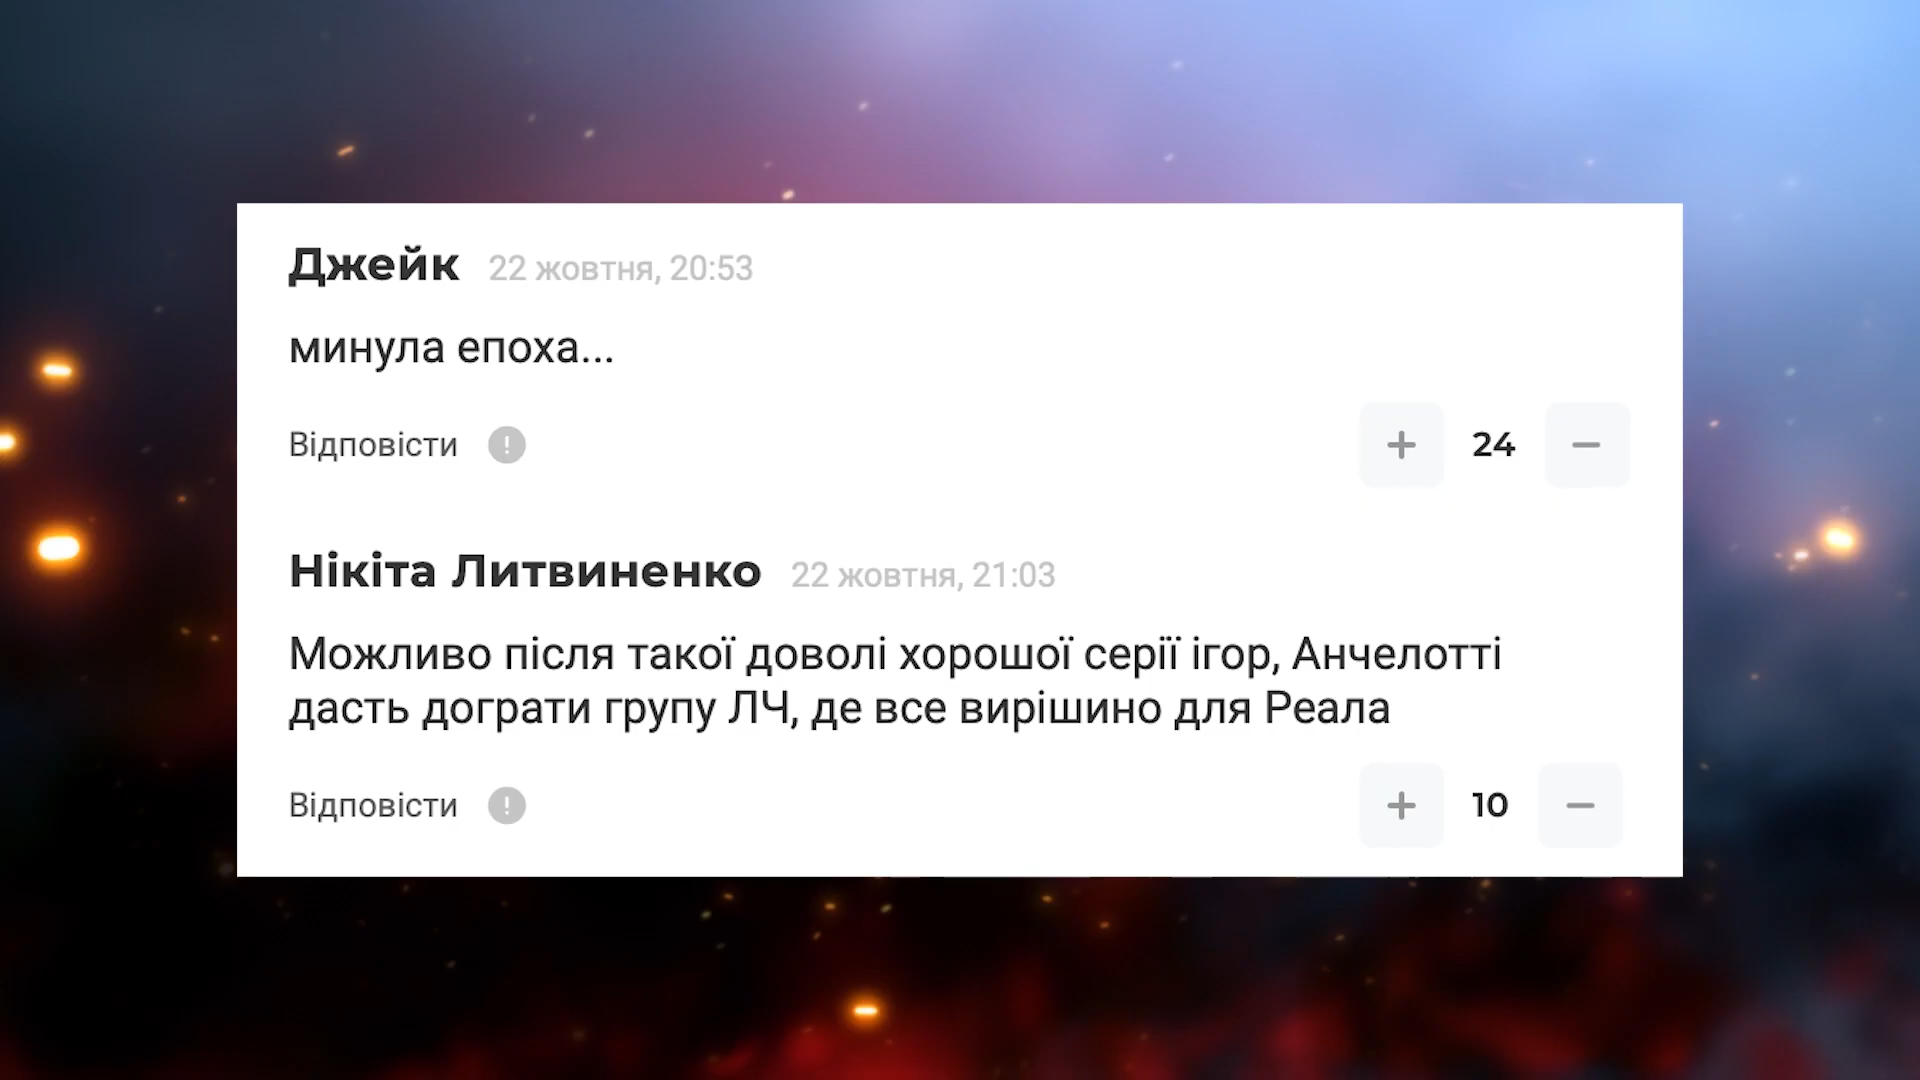 Джейк 22 жовтня, 20:53
минула епоха...
Відповісти ! + 24 −
Нікіта Литвиненко 22 жовтня, 21:03
Можливо після такої доволі хорошої серії ігор, Анчелотті
дасть дограти групу ЛЧ, де все вирішино для Реала
Відповісти ! + 10 −